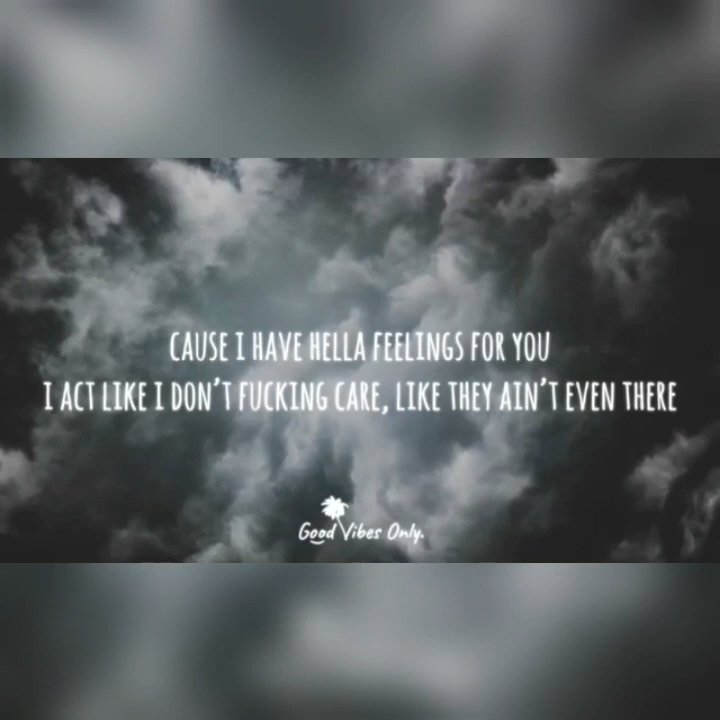 CAUSE I HAVE HELLA FEELINGS FOR YOU
I ACT LIKE I DON'T FUCKING CARE, LIKE THEY AIN'T EVEN THERE
Good Vibes Only.